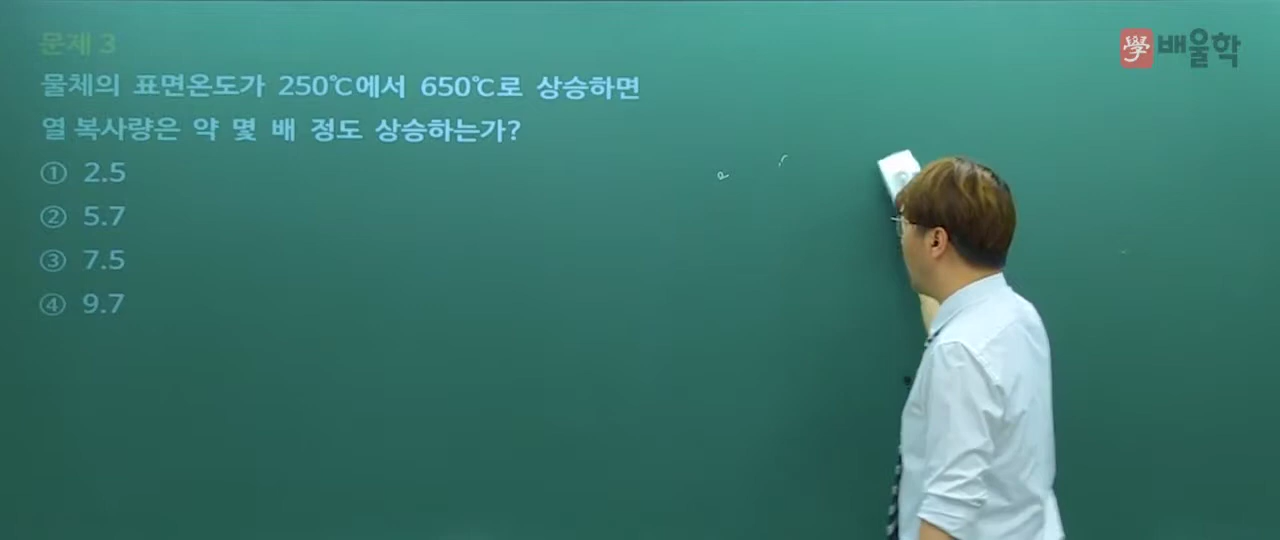 문제 3
學 배울학
물체의 표면온도가 250℃에서 650℃로 상승하면
열 복사량은 약 몇 배 정도 상승하는가?
① 2.5
② 5.7
③ 7.5
④ 9.7